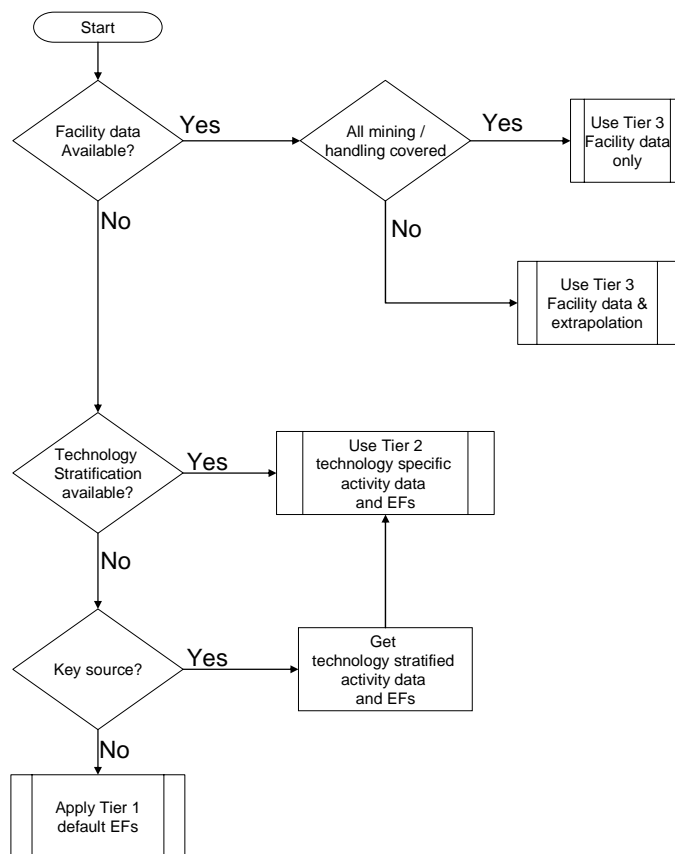 Start
Facility data
Available?
Yes
All mining /
handling covered
Yes
Use Tier 3
Facility data
only
No
No
Use Tier 3
Facility data &
extrapolation
Technology
Stratification
available?
Yes
Use Tier 2
technology specific
activity data
and EFs
No
Key source?
Yes
Get
technology stratified
activity data
and EFs
No
Apply Tier 1
default EFs